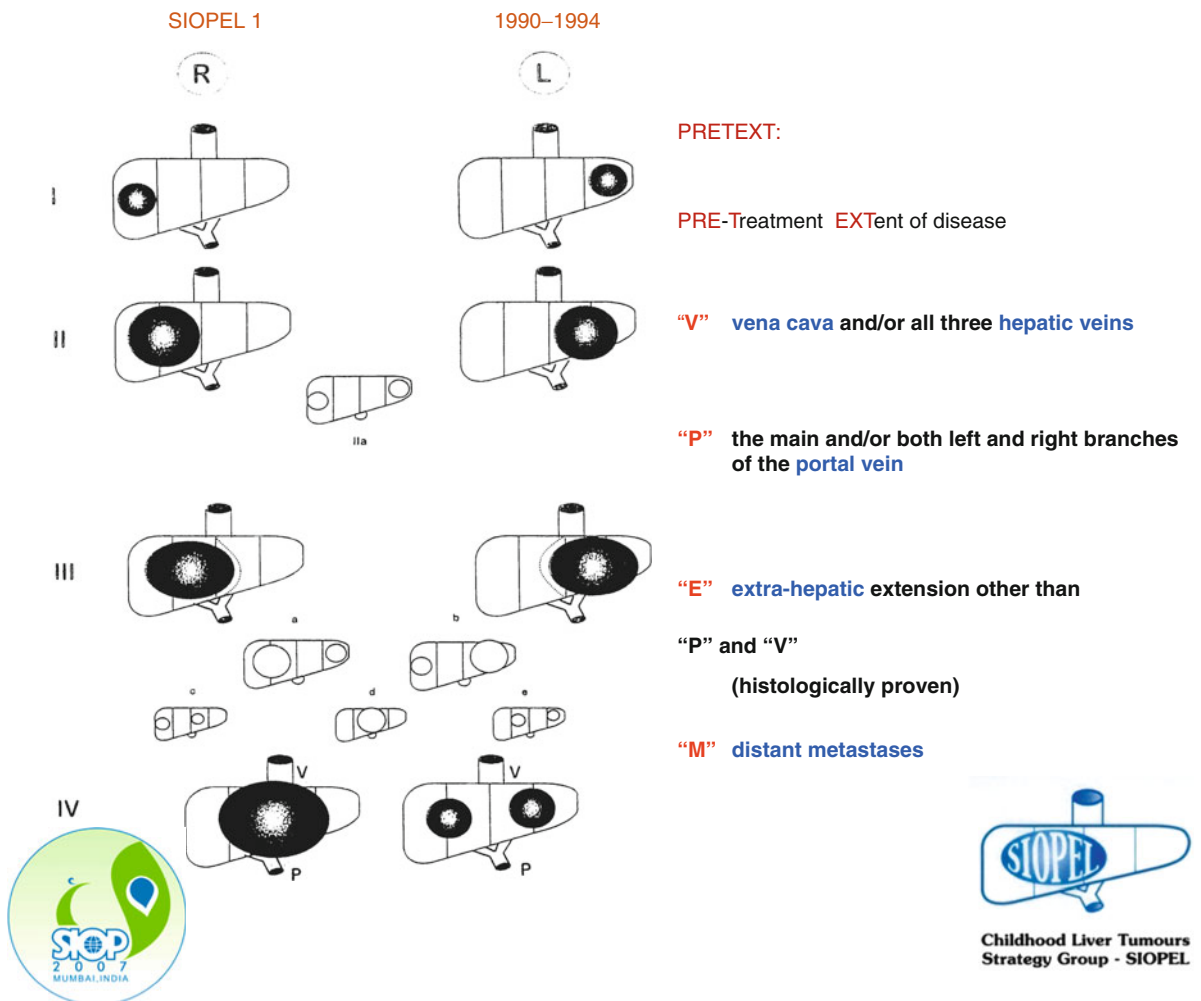 SIOPEL 1
1990–1994
R
L
I
II
IIa
III
a
b
c
d
e
IV
V
P
V
P
PRETEXT:
PRE-Treatment EXTent of disease
“V” vena cava and/or all three hepatic veins
“P” the main and/or both left and right branches
of the portal vein
“E” extra-hepatic extension other than
“P” and “V”
(histologically proven)
“M” distant metastases
SIOP
2007
MUMBAI,INDIA
SIOPEL
Childhood Liver Tumours
Strategy Group - SIOPEL